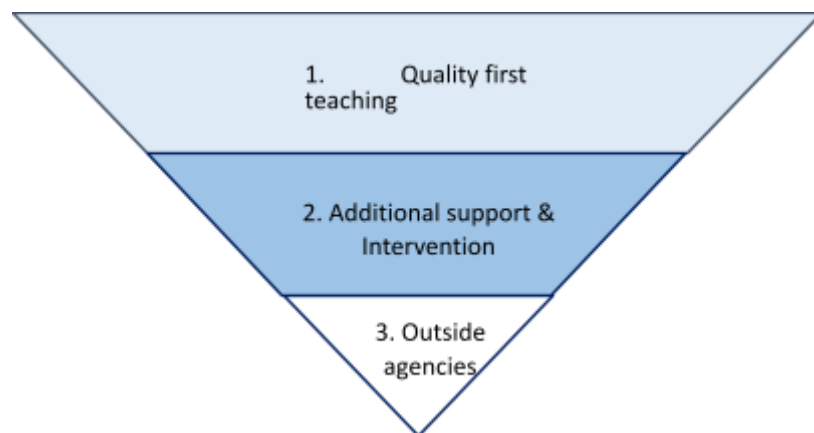 1. Quality first
teaching
2. Additional support &
Intervention
3. Outside
agencies